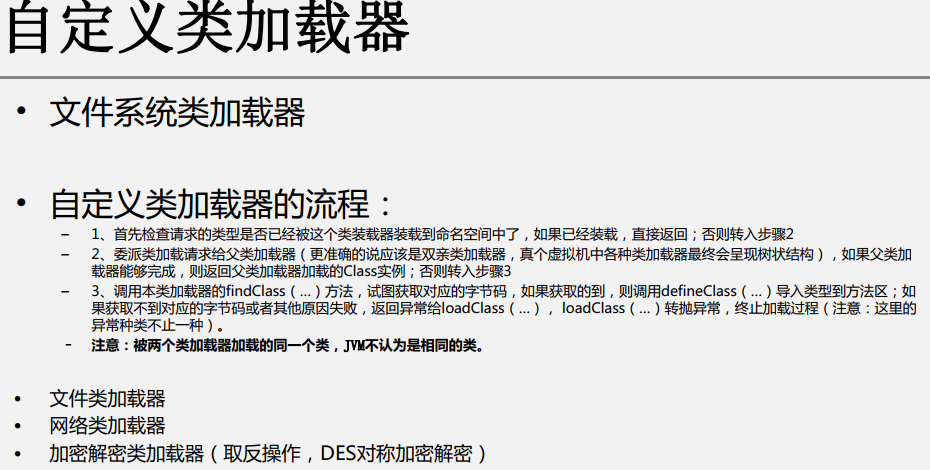 自定义类加载器
• 文件系统类加载器
• 自定义类加载器的流程：
– 1、首先检查请求的类型是否已经被这个类装载器装载到命名空间中了，如果已经装载，直接返回；否则转入步骤2
– 2、委派类加载请求给父类加载器（更准确的说应该是双亲类加载器，真个虚拟机中各种类加载器最终会呈现树状结构），如果父类加
载器能够完成，则返回父类加载器加载的Class实例；否则转入步骤3
– 3、调用本类加载器的findClass（...）方法，试图获取对应的字节码，如果获取的到，则调用defineClass（...）导入类型到方法区；如
果获取不到对应的字节码或者其他原因失败，返回异常给loadClass（...）， loadClass（...）转抛异常，终止加载过程（注意：这里的
异常种类不止一种）。
– 注意：被两个类加载器加载的同一个类，JVM不认为是相同的类。
• 文件类加载器
• 网络类加载器
• 加密解密类加载器（取反操作，DES对称加密解密）